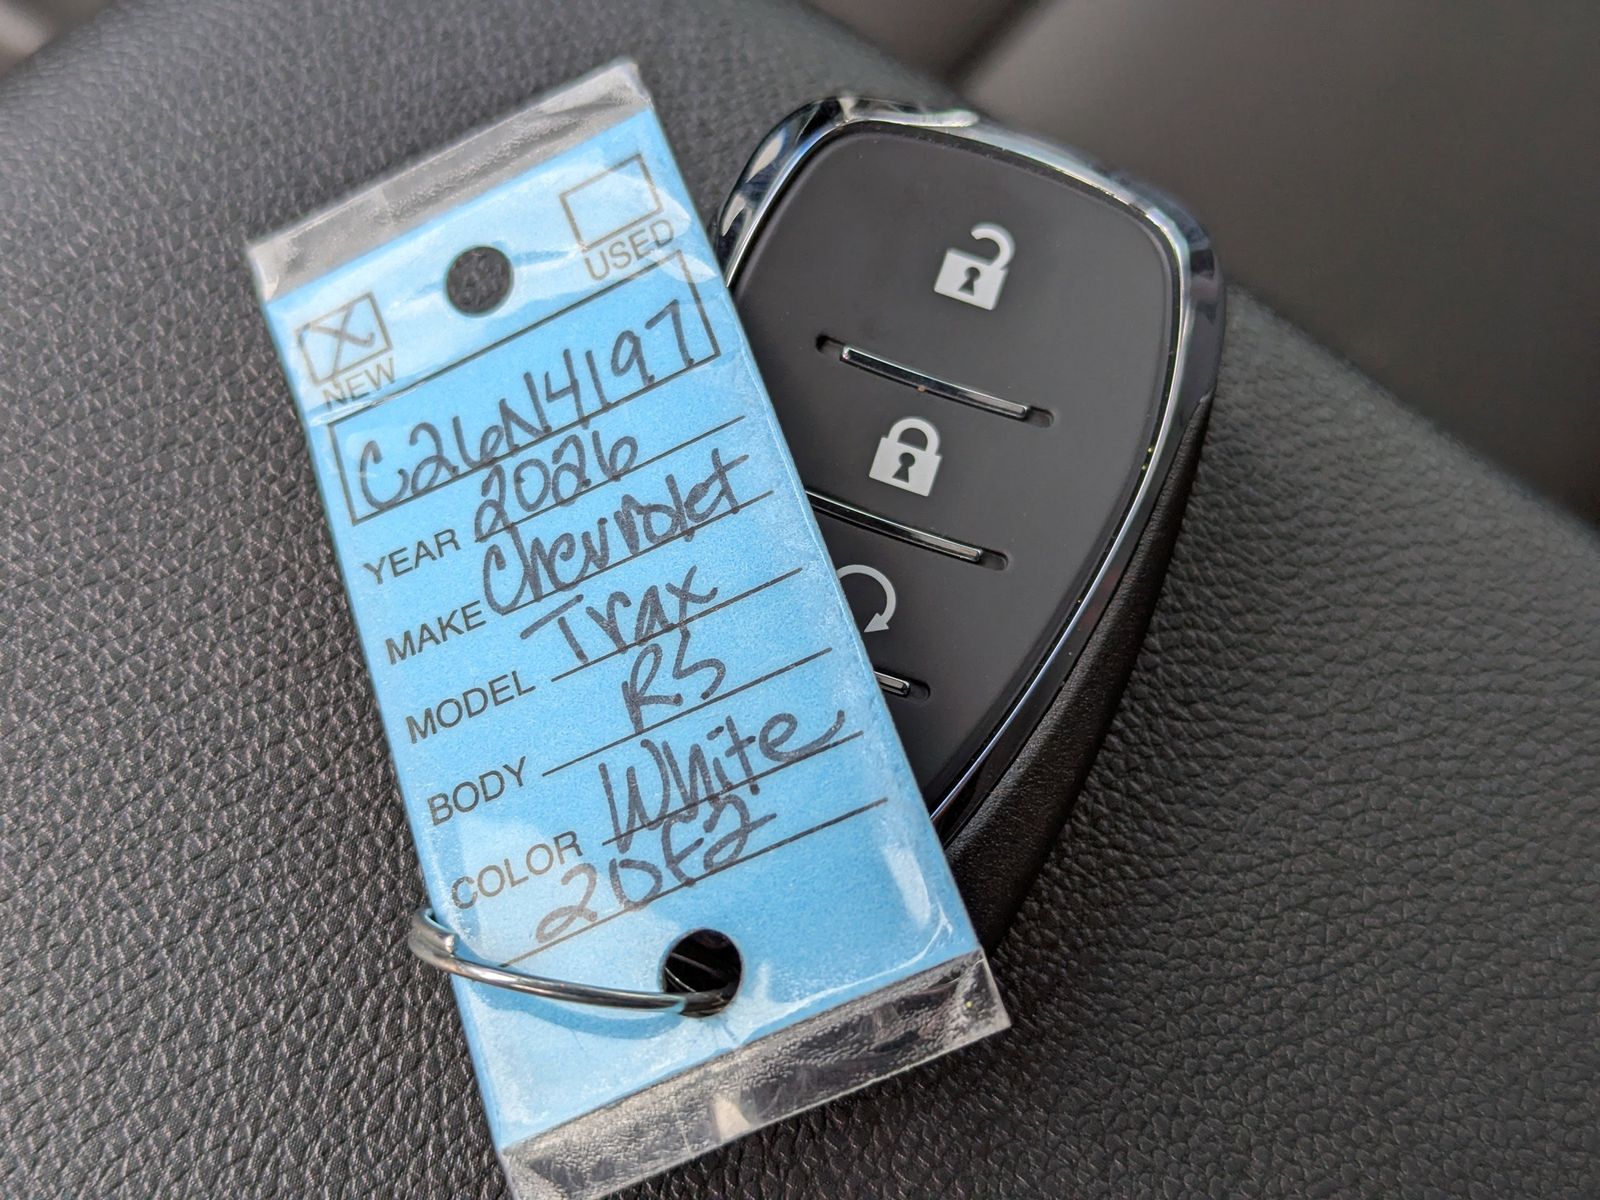 USED
X
NEW
C26N4197
YEAR 2026
MAKE Chevrolet
MODEL Trax
BODY RS
COLOR White
2OF2